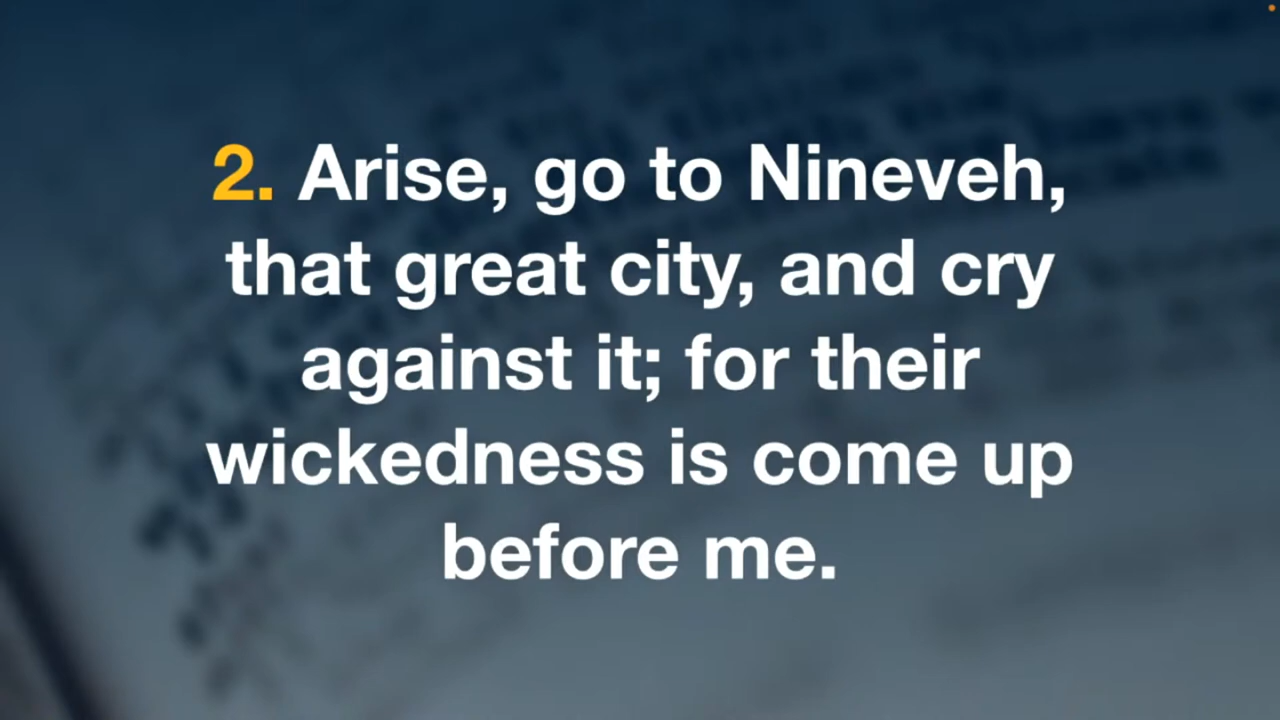 2. Arise, go to Nineveh,
that great city, and cry
against it; for their
wickedness is come up
before me.